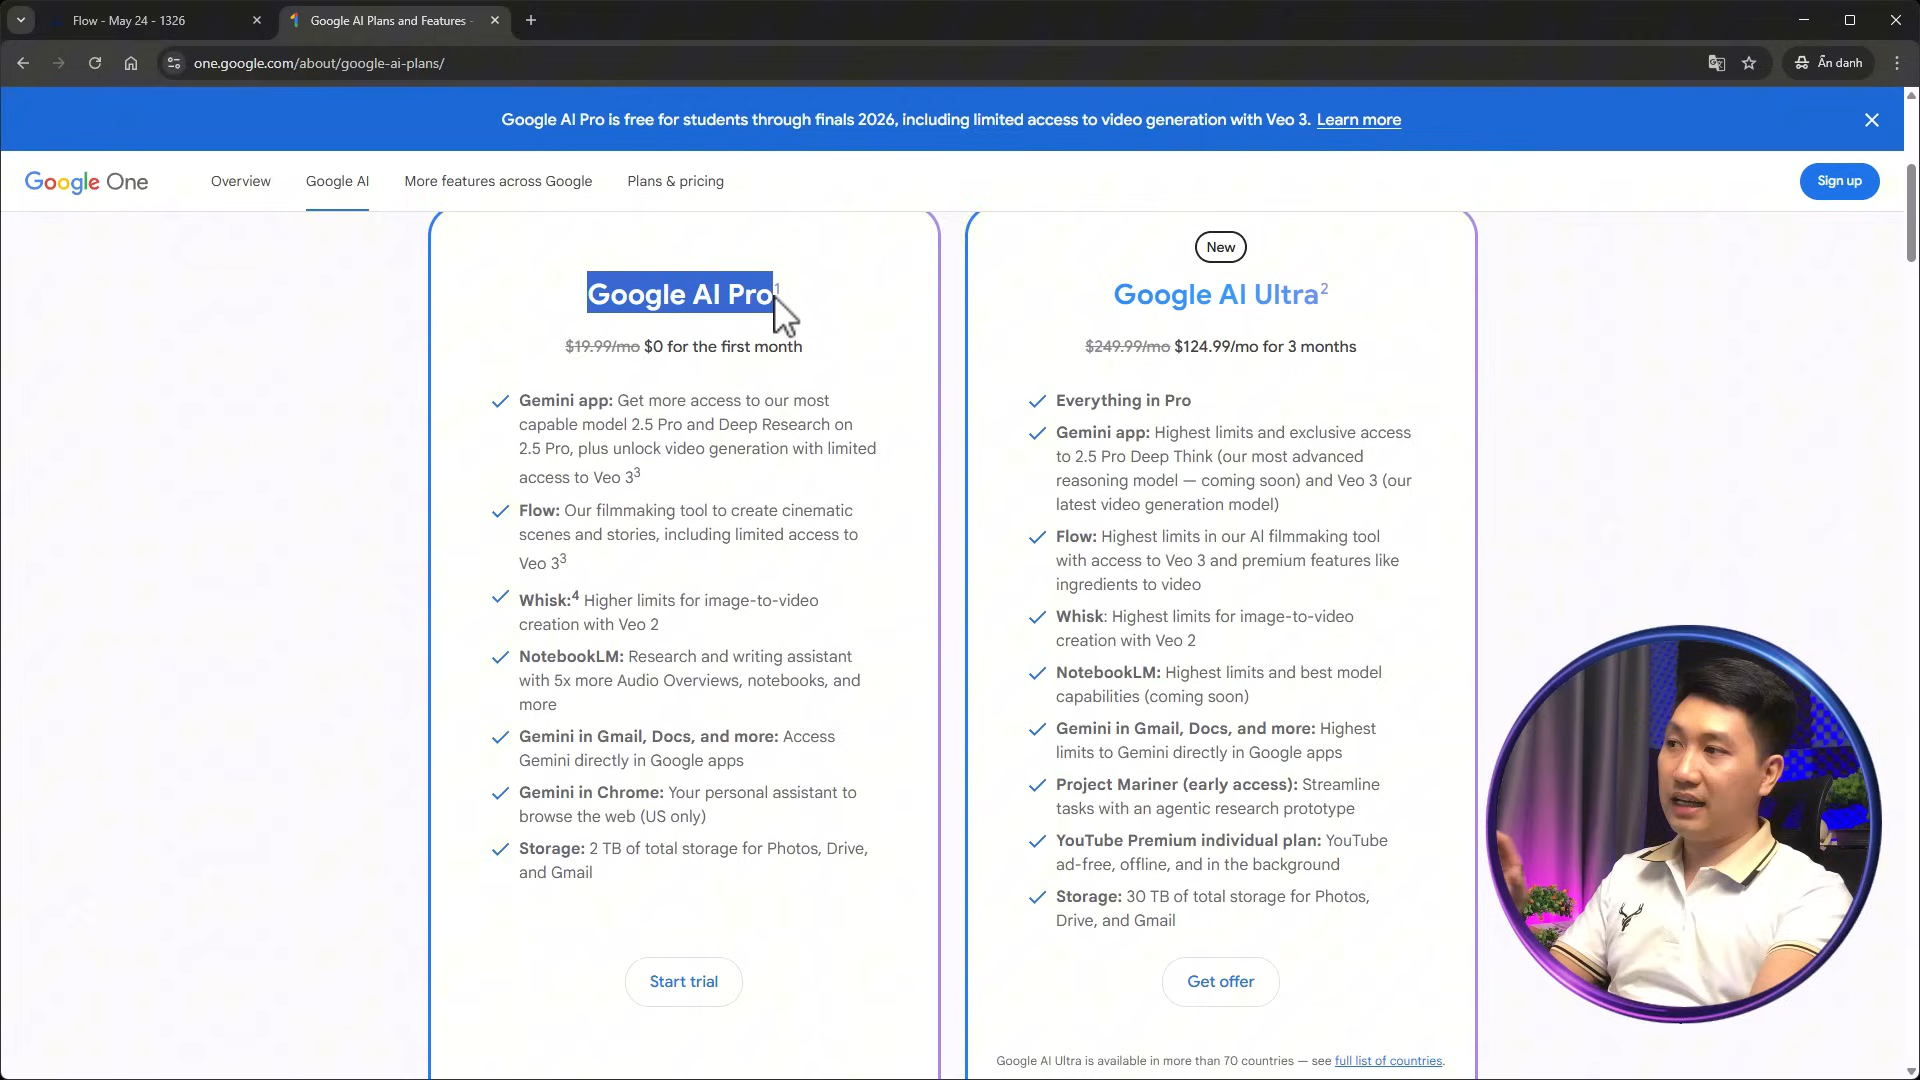 Flow - May 24 - 1326
Google AI Plans and Features -
one.google.com/about/google-ai-plans/
Ẩn danh
Google AI Pro is free for students through finals 2026, including limited access to video generation with Veo 3. Learn more
Google One
Overview
Google AI
More features across Google
Plans & pricing
Sign up
Google AI Pro1
$19.99/mo $0 for the first month
Gemini app: Get more access to our most
capable model 2.5 Pro and Deep Research on
2.5 Pro, plus unlock video generation with limited
access to Veo 33
Flow: Our filmmaking tool to create cinematic
scenes and stories, including limited access to
Veo 33
Whisk:4 Higher limits for image-to-video
creation with Veo 2
NotebookLM: Research and writing assistant
with 5x more Audio Overviews, notebooks, and
more
Gemini in Gmail, Docs, and more: Access
Gemini directly in Google apps
Gemini in Chrome: Your personal assistant to
browse the web (US only)
Storage: 2 TB of total storage for Photos, Drive,
and Gmail
Start trial
New
Google AI Ultra2
$249.99/mo $124.99/mo for 3 months
Everything in Pro
Gemini app: Highest limits and exclusive access
to 2.5 Pro Deep Think (our most advanced
reasoning model — coming soon) and Veo 3 (our
latest video generation model)
Flow: Highest limits in our AI filmmaking tool
with access to Veo 3 and premium features like
ingredients to video
Whisk: Highest limits for image-to-video
creation with Veo 2
NotebookLM: Highest limits and best model
capabilities (coming soon)
Gemini in Gmail, Docs, and more: Highest
limits to Gemini directly in Google apps
Project Mariner (early access): Streamline
tasks with an agentic research prototype
YouTube Premium individual plan: YouTube
ad-free, offline, and in the background
Storage: 30 TB of total storage for Photos,
Drive, and Gmail
Get offer
Google AI Ultra is available in more than 70 countries — see full list of countries.